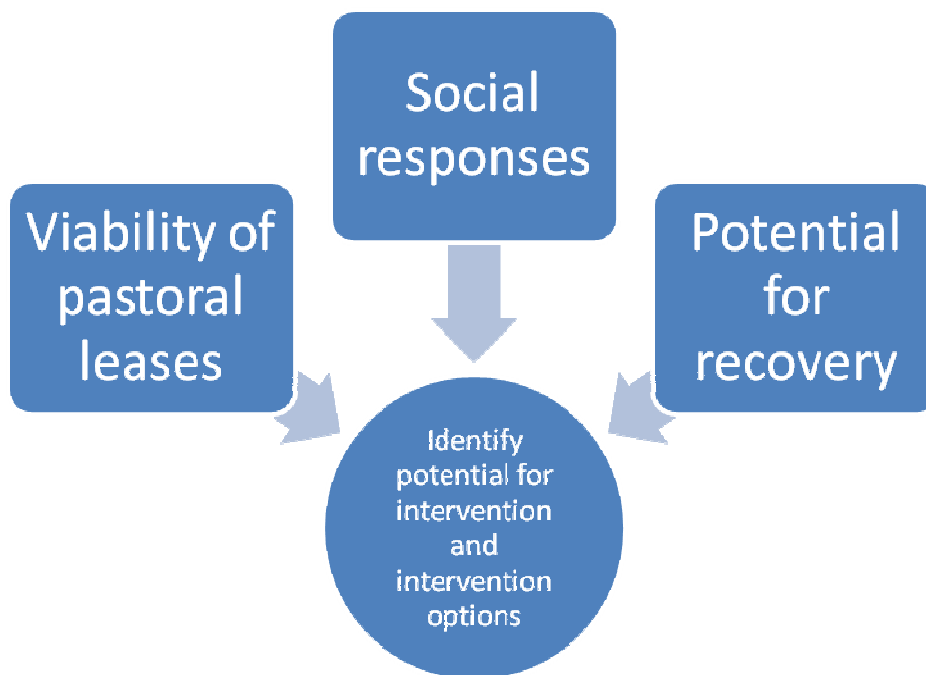 Social
responses
Viability of
pastoral
leases
Potential
for
recovery
Identify
potential for
intervention
and
intervention
options